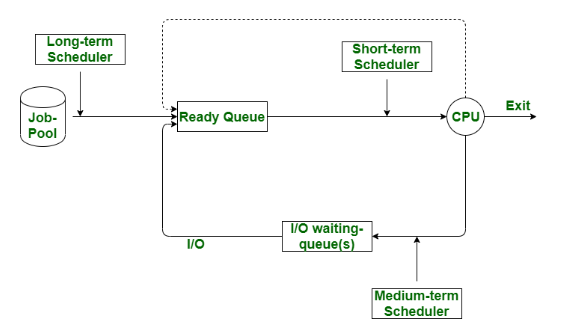 Long-term
Scheduler
Short-term
Scheduler
Job-
Pool
Ready Queue
CPU
Exit
I/O waiting-
queue(s)
I/O
Medium-term
Scheduler